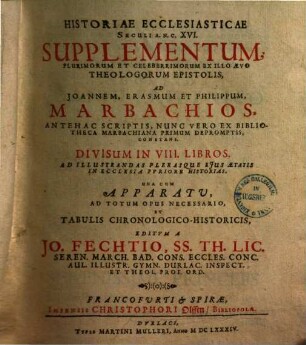 HISTORIAE ECCLESIASTICAE
SECULI A. N. C. XVI.
SUPPLEMENTUM,
PLURIMORUM ET CELEBERRIMORUM EX ILLO ÆVO
THEOLOGORUM EPISTOLIS,
AD
JOANNEM, ERASMUM ET PHILIPPUM,
MARBACHIOS,
ANTEHAC SCRIPTIS, NUNC VERO EX BIBLIO-
THECA MARBACHIANA PRIMUM DEPROMPTIS,
CONSTANS.
DIVISUM IN VIII. LIBROS,
AD ILLUSTRANDAS PLERASQUE EJUS ÆTATIS
IN ECCLESIA SUPERIORE HISTORIAS.
UNA CUM
APPARATU,
AD TOTUM OPUS NECESSARIO,
ET
TABULIS CHRONOLOGICO-HISTORICIS,
EDITUM A
JO. FECHTIO, SS. TH. LIC.
SEREN. MARCH. BAD. CONS. ECCLES. CONC.
AUL. ILLUSTR. GYMN. DURLAC. INSPECT.
ET THEOL. PROF. ORD.
FRANCOFURTI & SPIRÆ,
IMPENSIS CHRISTOPHORI Olffen / BIBLIOPOLÆ.
DURLACI,
TYPIS MARTINI MULLERI, Anno M DC LXXXIV.